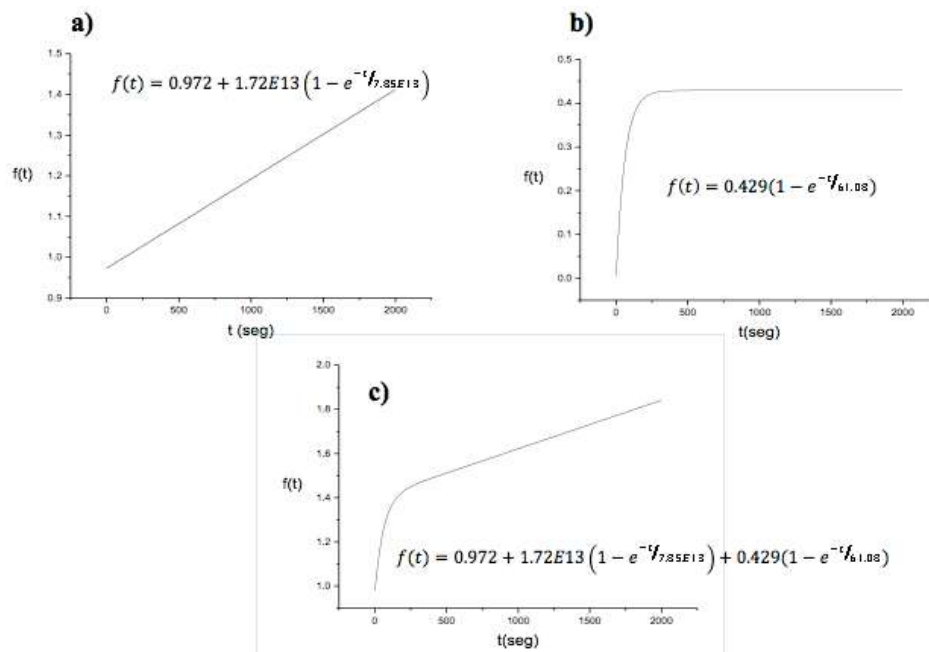 a)
1.5
1.4
1.3
1.2
1.1
1.0
0.9
f(t)
f(t) = 0.972 + 1.72E13 (1 − e^−t/7.85E13)
0 500 1000 1500 2000
t (seg)
b)
0.5
0.4
0.3
0.2
0.1
0.0
f(t)
f(t) = 0.429(1 − e^−t/61.08)
0 500 1000 1500 2000
t(seg)
c)
2.0
1.8
1.6
1.4
1.2
1.0
f(t)
f(t) = 0.972 + 1.72E13 (1 − e^−t/7.85E13) + 0.429(1 − e^−t/61.08)
0 500 1000 1500 2000
t(seg)